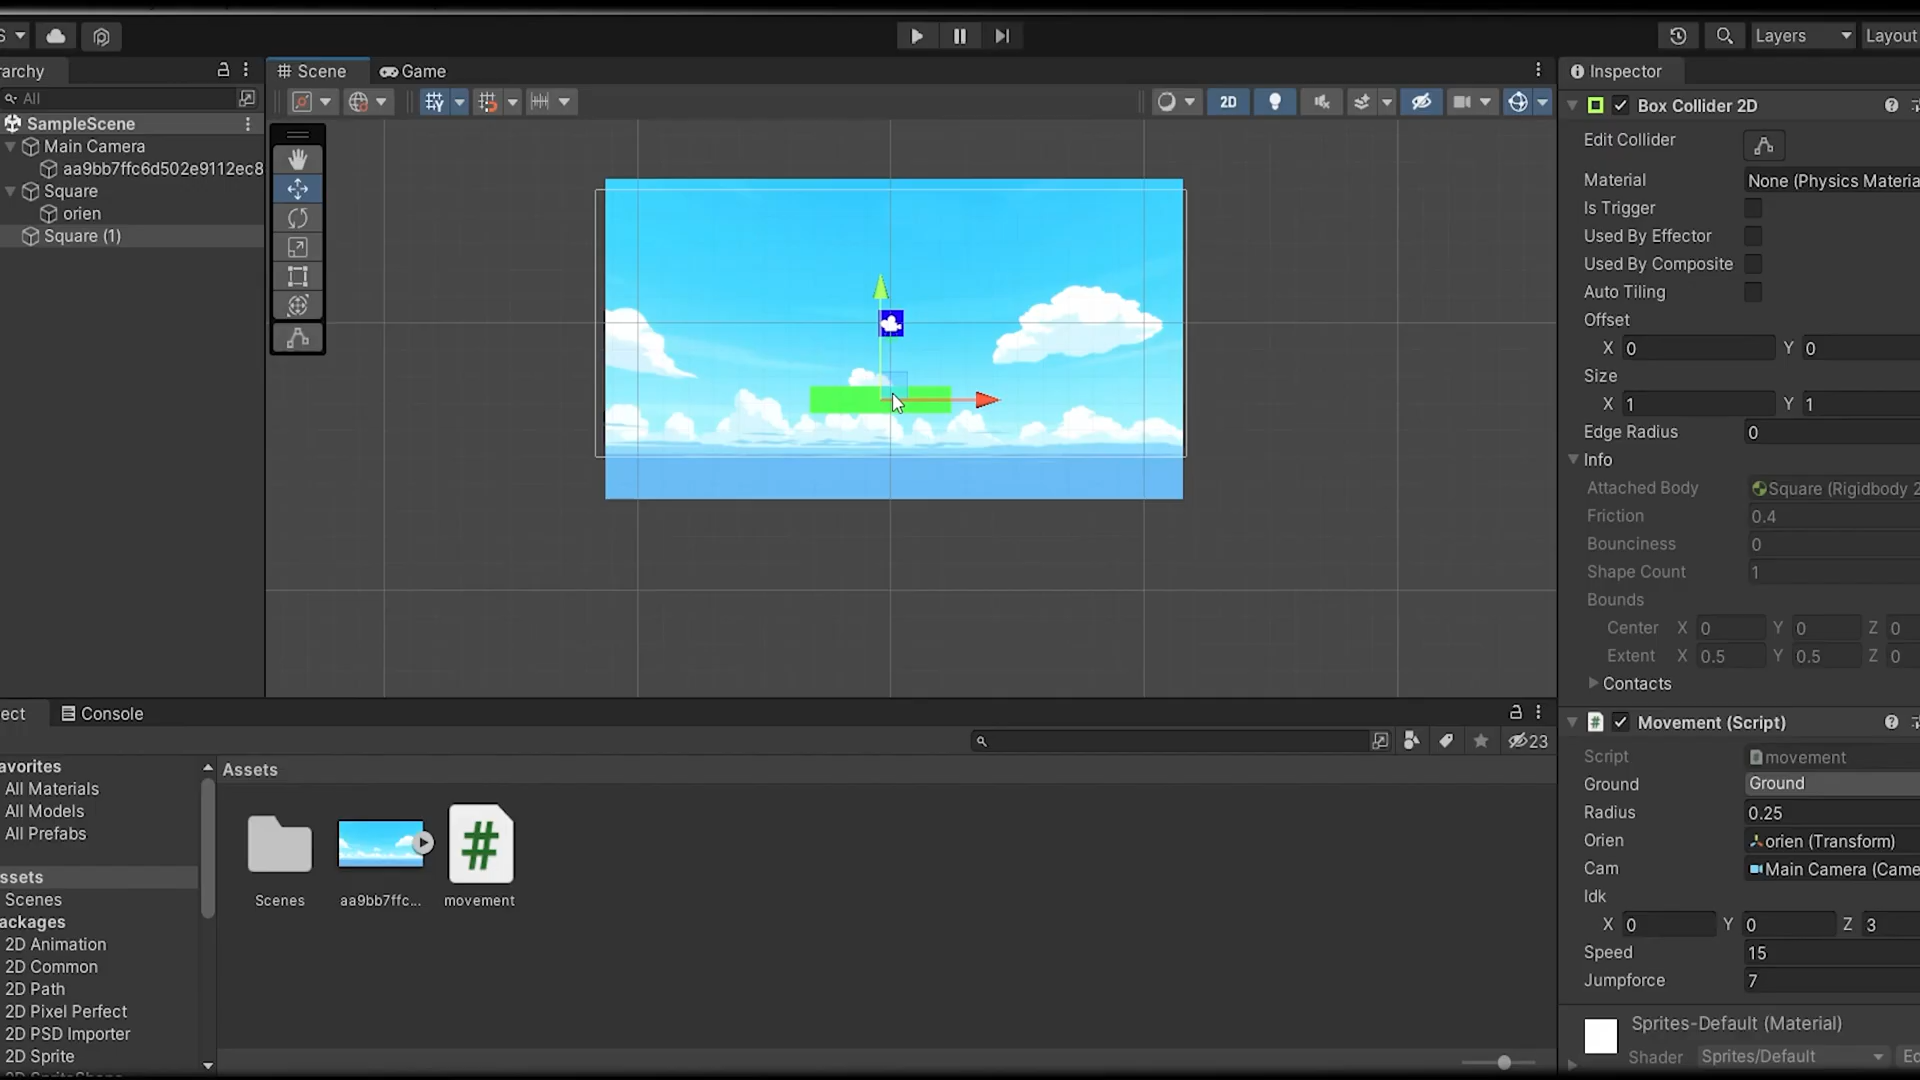 S
Layers
Layout
rarchy
Scene
Game
Inspector
All
2D
Box Collider 2D
SampleScene
Edit Collider
Main Camera
aa9bb7ffc6d502e9112ec8
Material
None (Physics Materia
Square
Is Trigger
orien
Used By Effector
Square (1)
Used By Composite
Auto Tiling
Offset
X 0 Y 0
Size
X 1 Y 1
Edge Radius 0
Info
Attached Body Square (Rigidbody 2
Friction 0.4
Bounciness 0
Shape Count 1
Bounds
Center X 0 Y 0 Z 0
Extent X 0.5 Y 0.5 Z 0
Contacts
ect
Console
Movement (Script)
23
avorites
Assets
Script movement
All Materials
Ground Ground
All Models
Radius 0.25
All Prefabs
Orien orien (Transform)
Cam Main Camera (Came
ssets
Idk
Scenes
Scenes
aa9bb7ffc...
movement
ackages
X 0 Y 0 Z 3
2D Animation
Speed 15
2D Common
Jumpforce 7
2D Path
2D Pixel Perfect
Sprites-Default (Material)
2D PSD Importer
2D Sprite
Shader Sprites/Default Ed